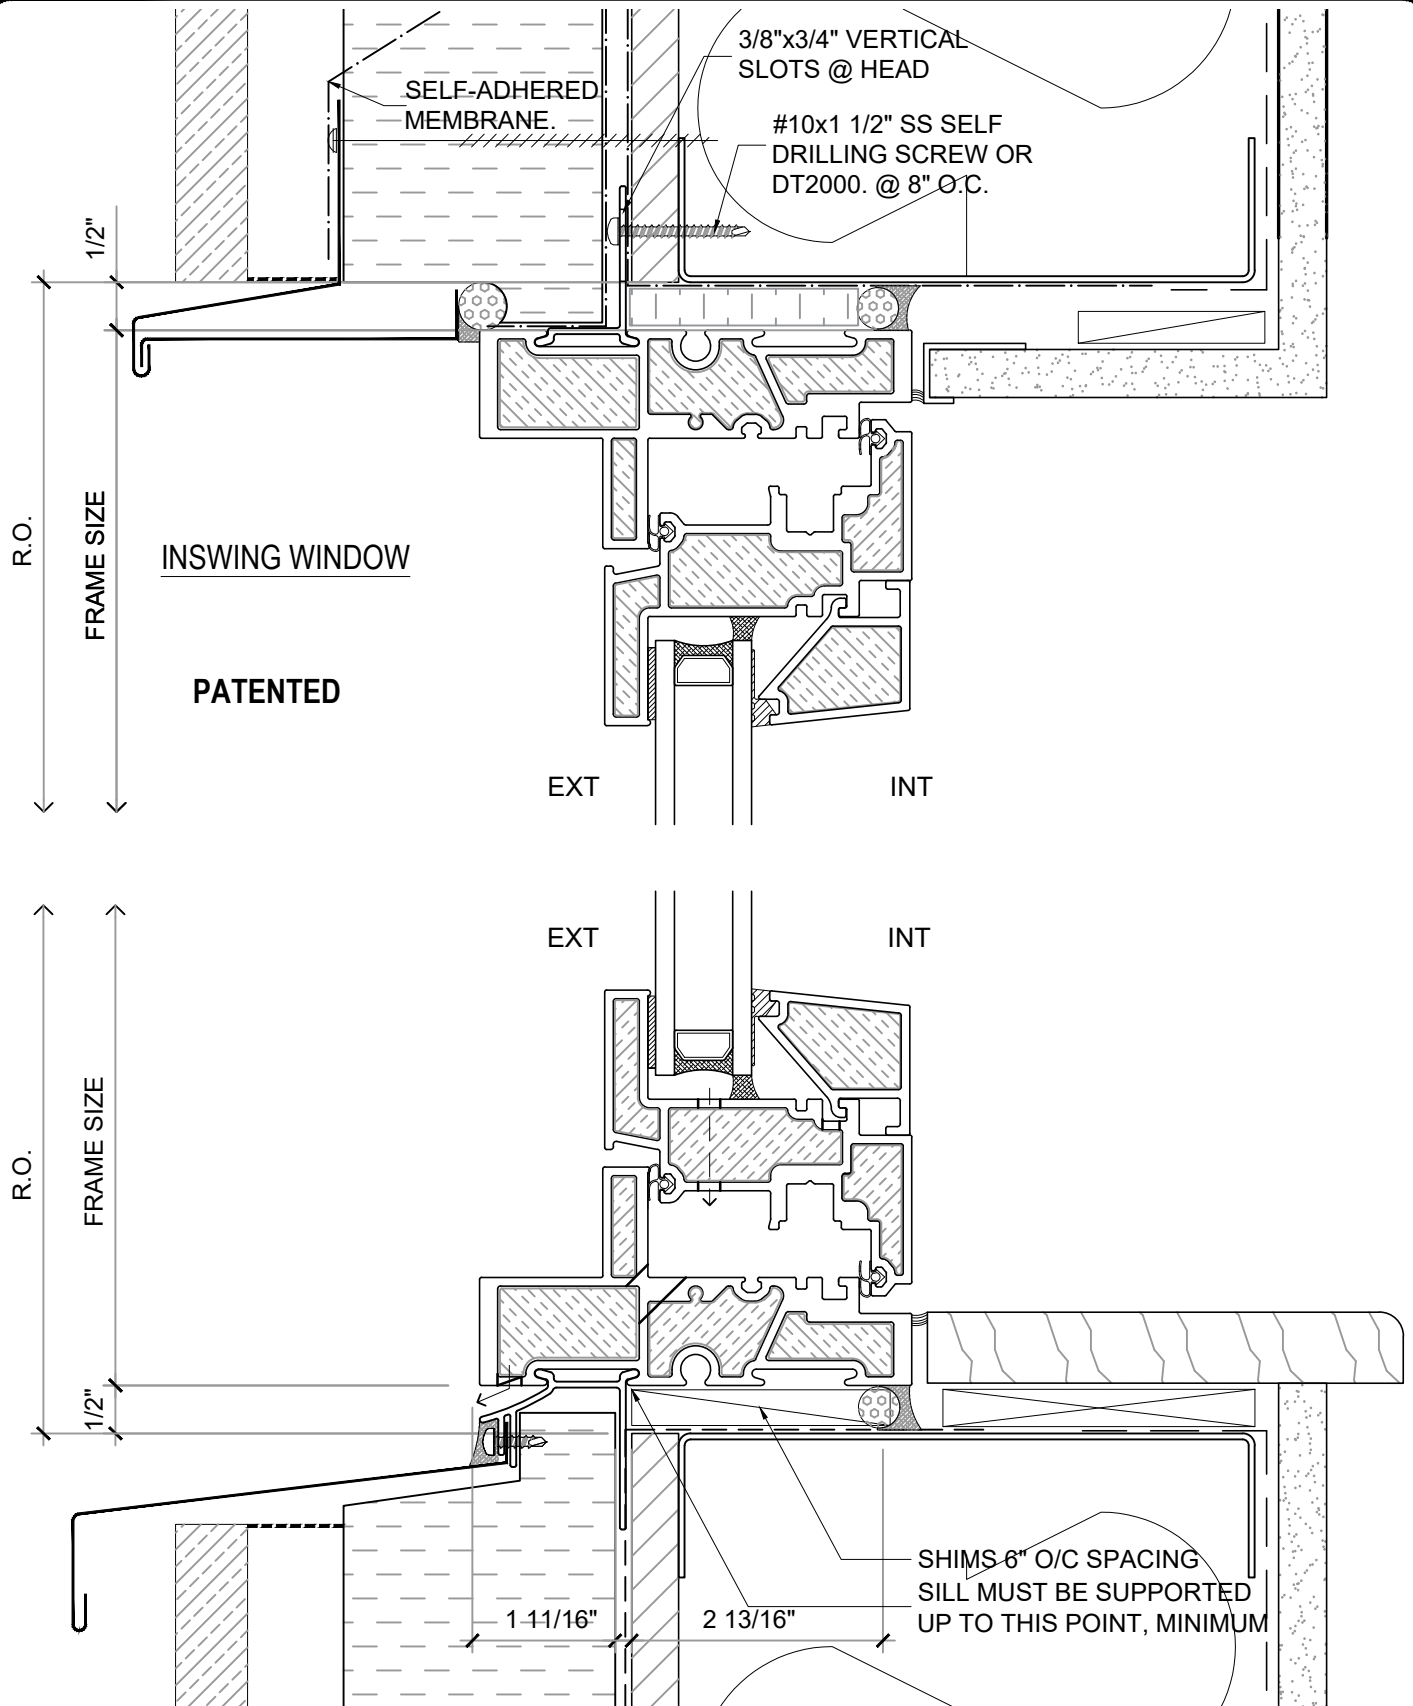 3/8"x3/4" VERTICAL
SLOTS @ HEAD
SELF-ADHERED
MEMBRANE.
#10x1 1/2" SS SELF
DRILLING SCREW OR
DT2000. @ 8" O.C.
1/2"
R.O.
FRAME SIZE
INSWING WINDOW
PATENTED
EXT
INT
EXT
INT
R.O.
FRAME SIZE
1/2"
SHIMS 6" O/C SPACING
SILL MUST BE SUPPORTED
UP TO THIS POINT, MINIMUM
1 11/16"
2 13/16"